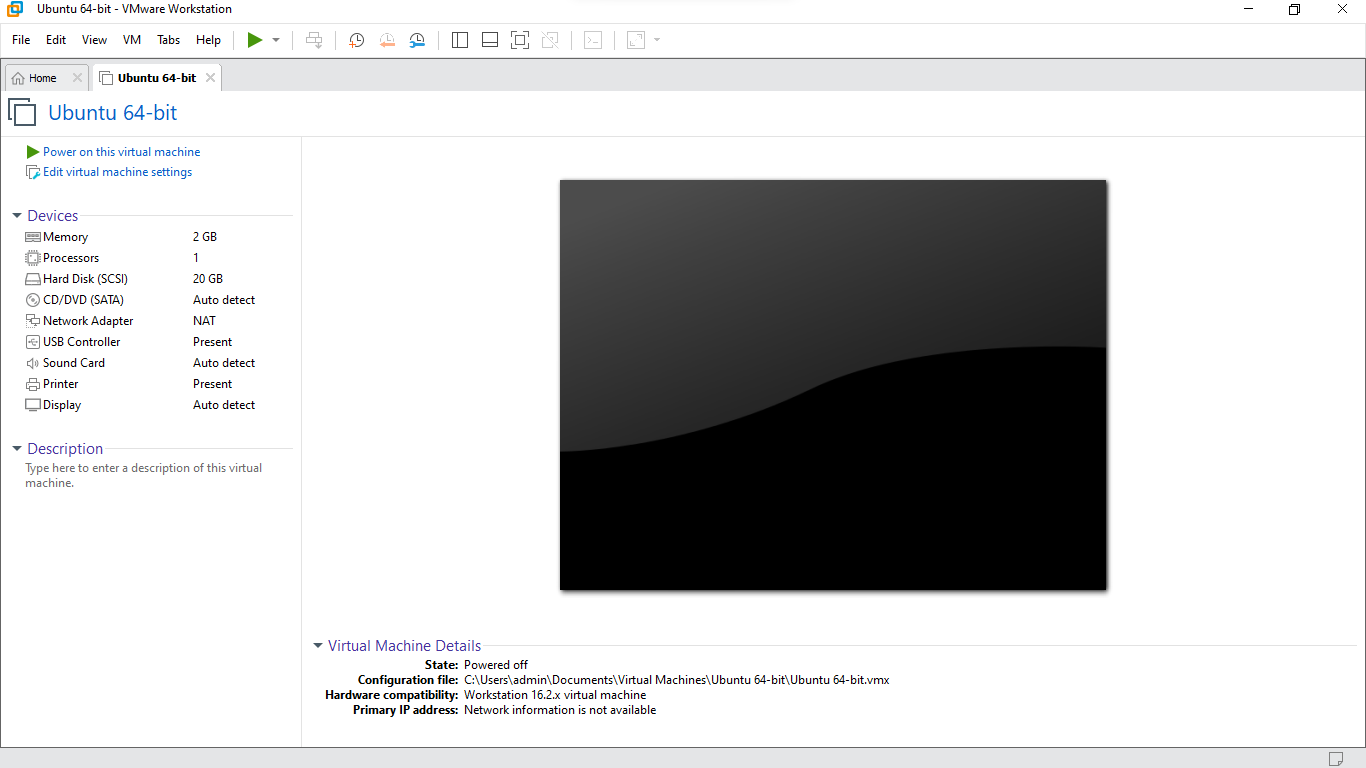 Ubuntu 64-bit - VMware Workstation
File Edit View VM Tabs Help
Home Ubuntu 64-bit
Ubuntu 64-bit
Power on this virtual machine
Edit virtual machine settings
Devices
Memory 2 GB
Processors 1
Hard Disk (SCSI) 20 GB
CD/DVD (SATA) Auto detect
Network Adapter NAT
USB Controller Present
Sound Card Auto detect
Printer Present
Display Auto detect
Description
Type here to enter a description of this virtual
machine.
Virtual Machine Details
State: Powered off
Configuration file: C:\Users\admin\Documents\Virtual Machines\Ubuntu 64-bit\Ubuntu 64-bit.vmx
Hardware compatibility: Workstation 16.2.x virtual machine
Primary IP address: Network information is not available